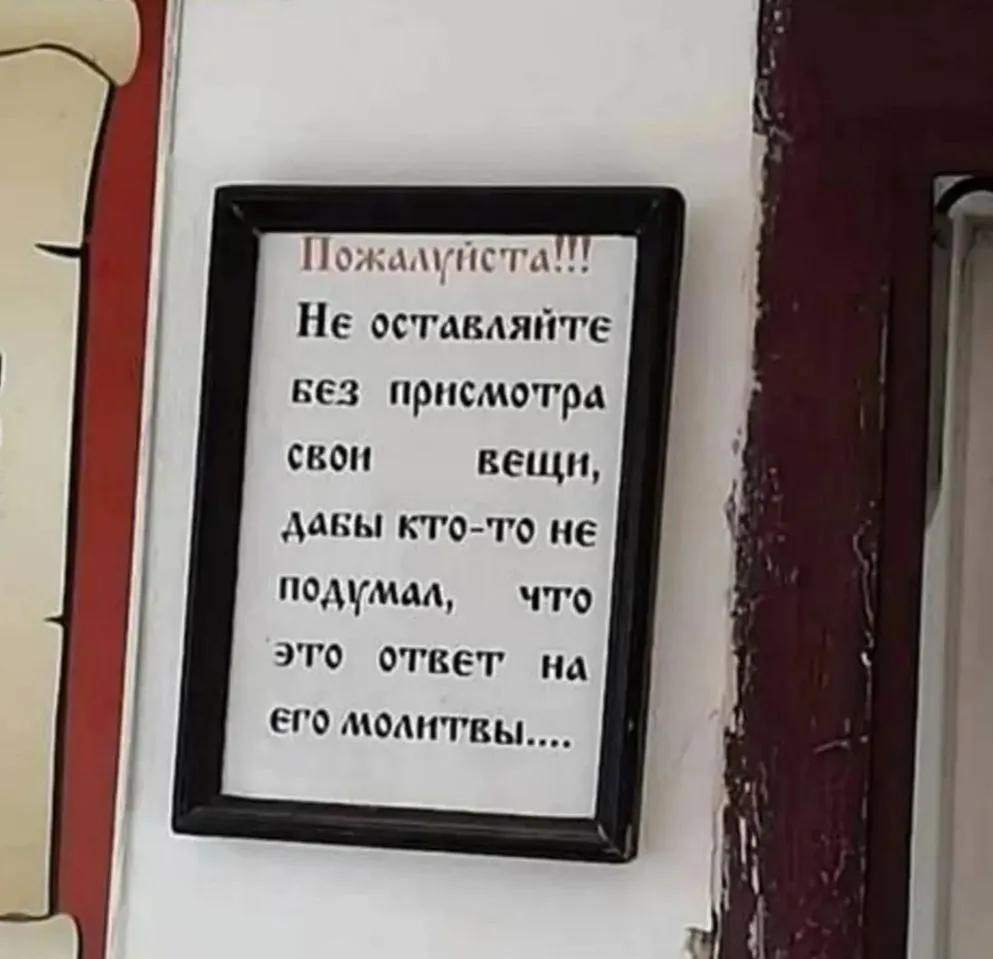 Пожалуйста!!!
Не оставляйте
без присмотра
свои вещи,
дабы кто-то не
подумал, что
это ответ на
его молитвы....